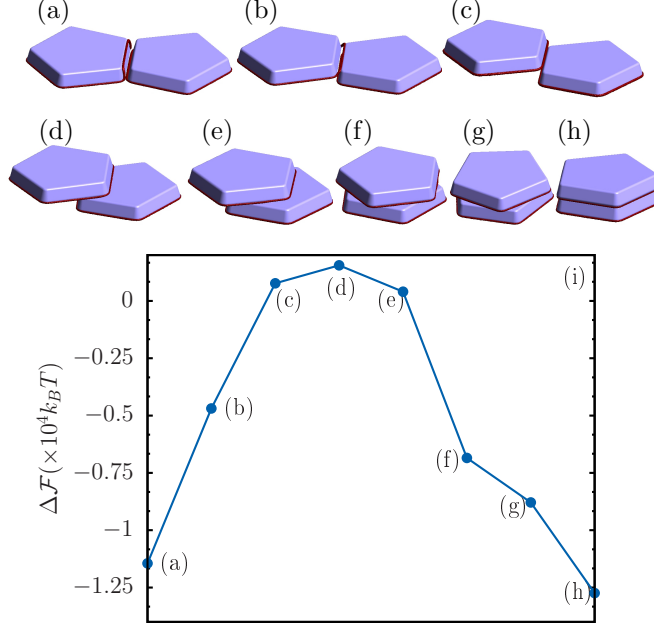 (a) (b) (c)
(d) (e) (f) (g) (h)
(i)
0
−0.25
−0.5
−0.75
−1
−1.25
Δℱ(×10⁴k_BT)
(a)
(b)
(c)
(d)
(e)
(f)
(g)
(h)